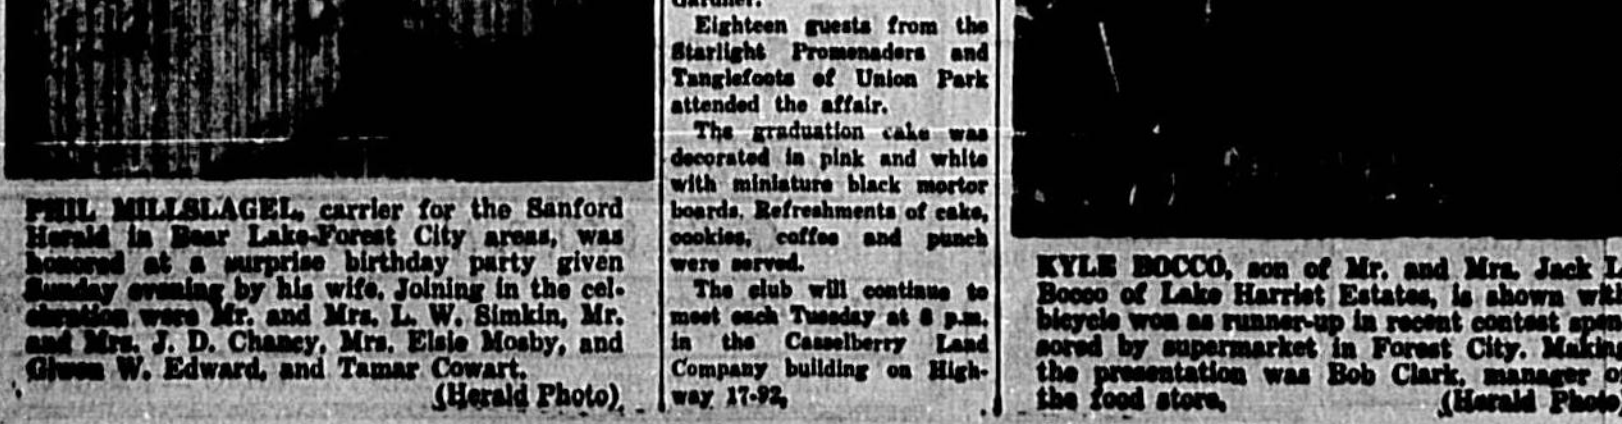 PHIL MILLSLAGEL, carrier for the Sanford
Herald in Bear Lake-Forest City areas, was
honored at a surprise birthday party given
Sunday evening by his wife. Joining in the cel-
ebration were Mr. and Mrs. L. W. Simkin, Mr.
and Mrs. J. D. Chancy, Mrs. Elsie Mosby, and
W. Edward, and Tamar Cowart.
(Herald Photo)
Gardner.
Eighteen guests from the
Starlight Promenaders and
Tanglefoots of Union Park
attended the affair.
The graduation cake was
decorated in pink and white
with miniature black mortor
boards. Refreshments of cake,
cookies, coffee and punch
were served.
The club will continue to
meet each Tuesday at 8 p.m.
in the Casselberry Land
Company building on High-
way 17-92.
KYLE BOCCO, son of Mr. and Mrs. Jack
Bocco of Lake Harriet Estates, is shown with
bicycle won as runner-up in recent contest spon
sored by supermarket in Forest City. Making
the presentation was Bob Clark, manager of
the food store. (Herald Photo)